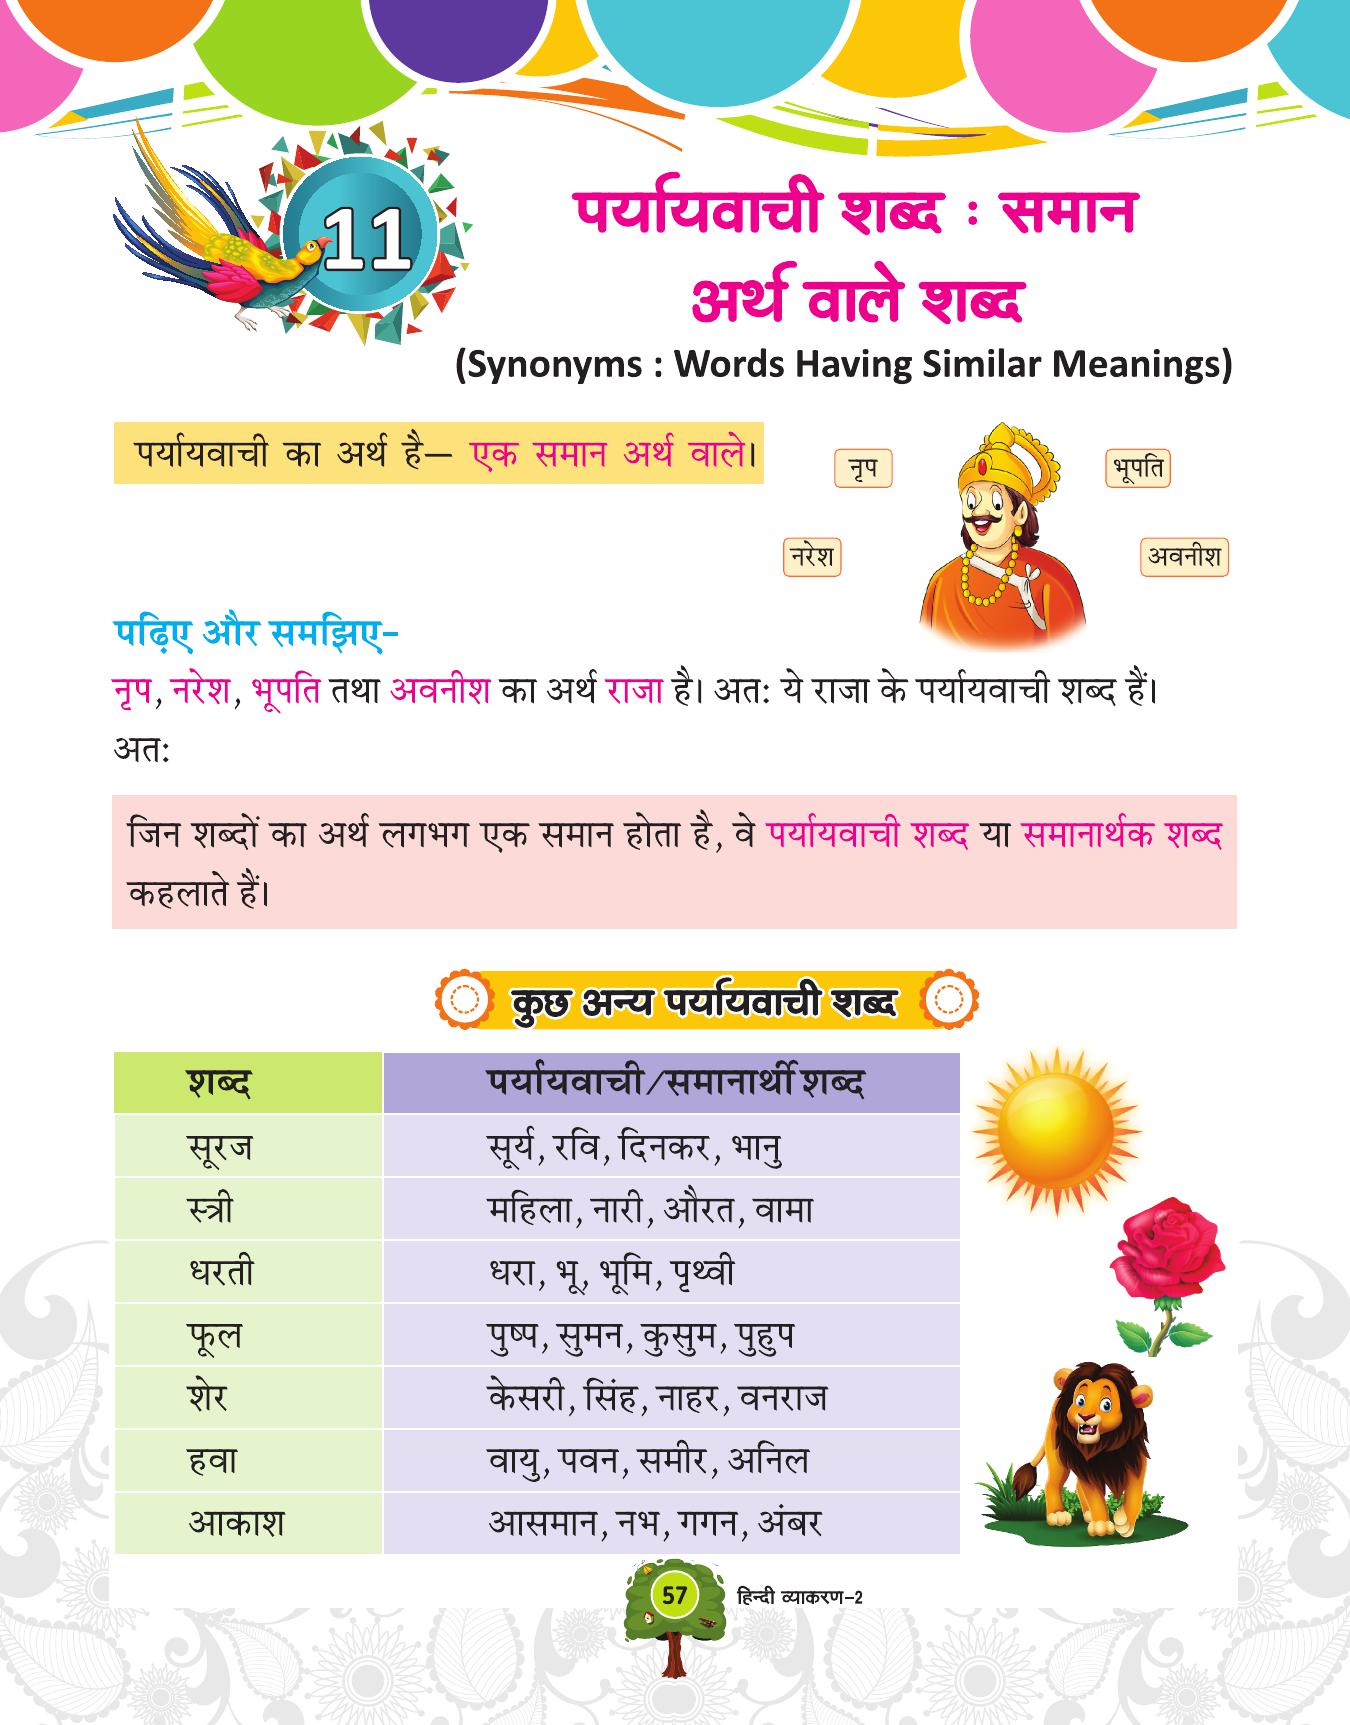 11
पर्यायवाची शब्द : समान
अर्थ वाले शब्द
(Synonyms : Words Having Similar Meanings)
पर्यायवाची का अर्थ है— एक समान अर्थ वाले।
नृप
भूपति
नरेश
अवनीश
पढ़िए और समझिए-
नृप, नरेश, भूपति तथा अवनीश का अर्थ राजा है। अत: ये राजा के पर्यायवाची शब्द हैं।
अत:
जिन शब्दों का अर्थ लगभग एक समान होता है, वे पर्यायवाची शब्द या समानार्थक शब्द
कहलाते हैं।
कुछ अन्य पर्यायवाची शब्द
शब्द पर्यायवाची/समानार्थी शब्द
सूरज सूर्य, रवि, दिनकर, भानु
स्त्री महिला, नारी, औरत, वामा
धरती धरा, भू, भूमि, पृथ्वी
फूल पुष्प, सुमन, कुसुम, पुहुप
शेर केसरी, सिंह, नाहर, वनराज
हवा वायु, पवन, समीर, अनिल
आकाश आसमान, नभ, गगन, अंबर
57 हिन्दी व्याकरण-2